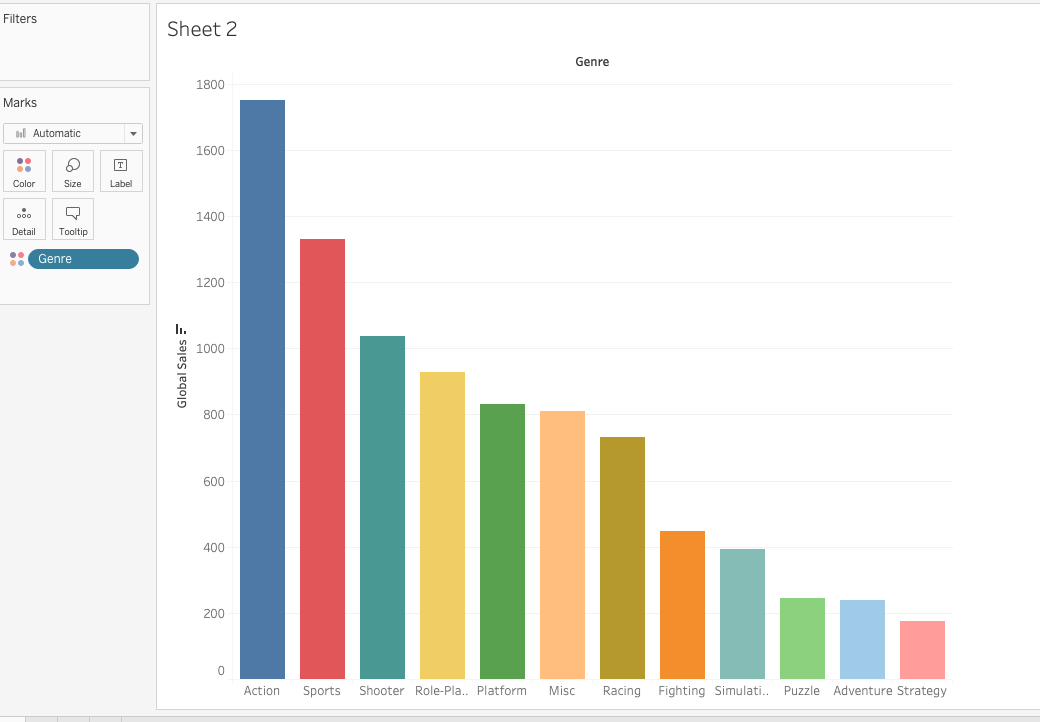 Filters
Marks
Automatic
Color Size Label
T
Detail Tooltip
Genre
Sheet 2
Genre
Global Sales
1800
1600
1400
1200
1000
800
600
400
200
0
Action Sports Shooter Role-Pla.. Platform Misc Racing Fighting Simulati.. Puzzle Adventure Strategy